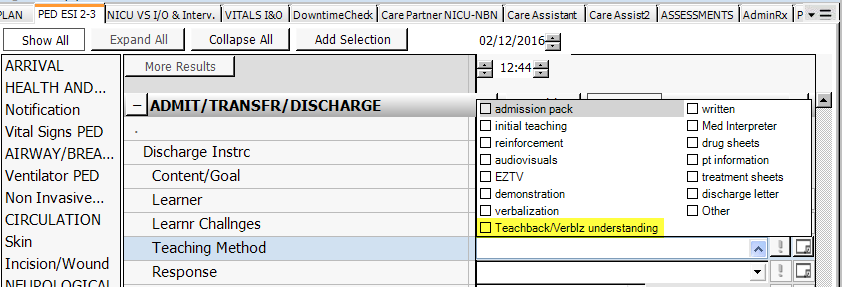 PLAN PED ESI 2-3 NICU VS I/O & Interv. VITALS I&O DowntimeCheck Care Partner NICU-NBN Care Assistant Care Assist2 ASSESSMENTS AdminRx P
Show All Expand All Collapse All Add Selection 02/12/2016
ARRIVAL
HEALTH AND...
Notification
Vital Signs PED
AIRWAY/BREA...
Ventilator PED
Non Invasive...
CIRCULATION
Skin
Incision/Wound
NEUROLOGICAL
More Results
12:44
ADMIT/TRANSFR/DISCHARGE
.
Discharge Instrc
Content/Goal
Learner
Learnr Challnges
Teaching Method
Response
admission pack
initial teaching
reinforcement
audiovisuals
EZTV
demonstration
verbalization
Teachback/Verblz understanding
written
Med Interpreter
drug sheets
pt information
treatment sheets
discharge letter
Other